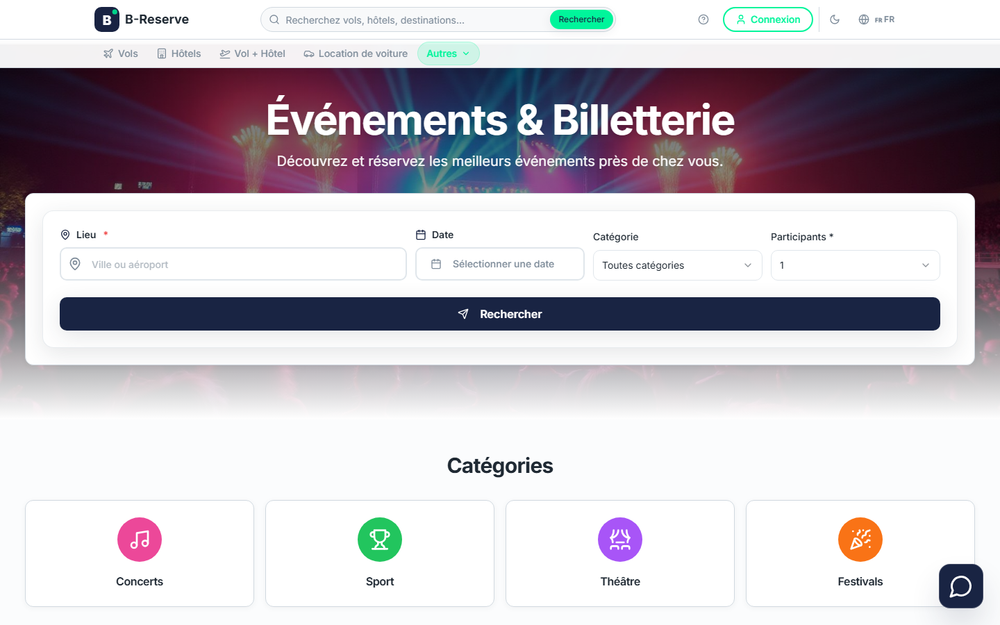 B B-Reserve
Recherchez vols, hôtels, destinations...
Rechercher
Connexion
FR FR
Vols
Hôtels
Vol + Hôtel
Location de voiture
Autres
Événements & Billetterie
Découvrez et réservez les meilleurs événements près de chez vous.
Lieu *
Date
Catégorie
Participants *
Ville ou aéroport
Sélectionner une date
Toutes catégories
1
Rechercher
Catégories
Concerts
Sport
Théâtre
Festivals